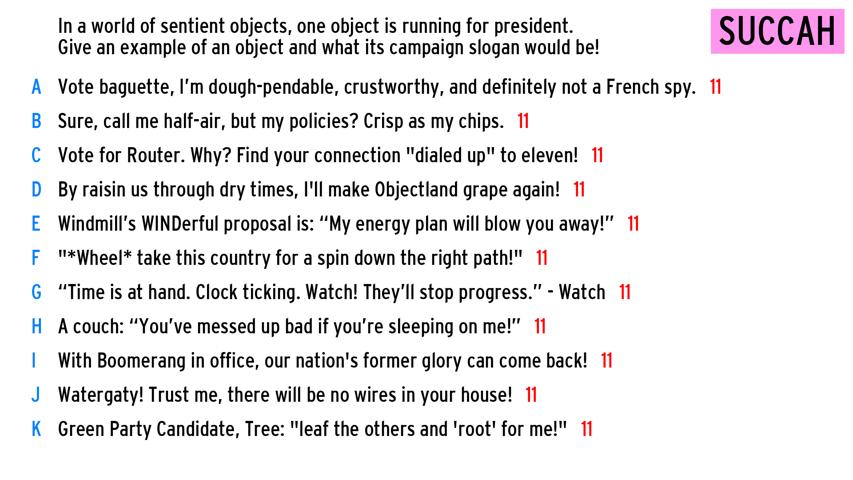 In a world of sentient objects, one object is running for president.
Give an example of an object and what its campaign slogan would be!
SUCCAH
A Vote baguette, I'm dough-pendable, crustworthy, and definitely not a French spy. 11
B Sure, call me half-air, but my policies? Crisp as my chips. 11
C Vote for Router. Why? Find your connection "dialed up" to eleven! 11
D By raisin us through dry times, I'll make Objectland grape again! 11
E Windmill’s WINDerful proposal is: “My energy plan will blow you away!” 11
F "*Wheel* take this country for a spin down the right path!" 11
G “Time is at hand. Clock ticking. Watch! They’ll stop progress.” - Watch 11
H A couch: “You’ve messed up bad if you’re sleeping on me!” 11
I With Boomerang in office, our nation's former glory can come back! 11
J Watergaty! Trust me, there will be no wires in your house! 11
K Green Party Candidate, Tree: "leaf the others and 'root' for me!" 11